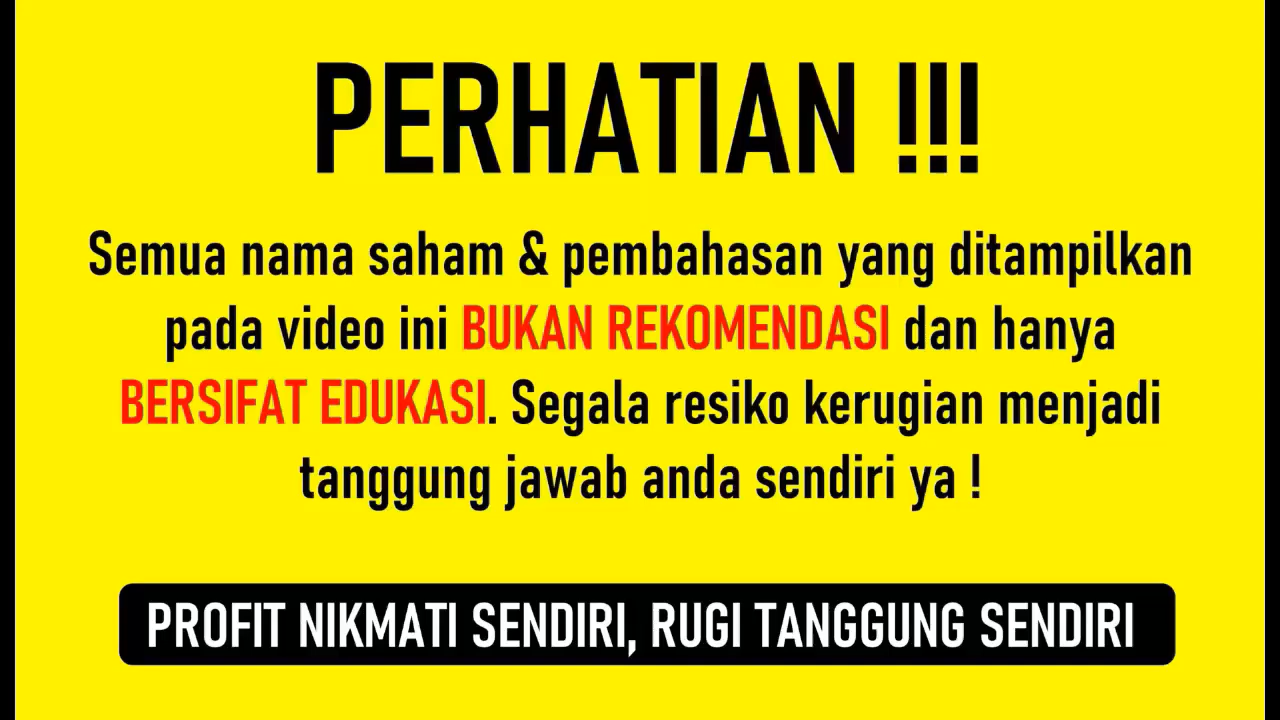 PERHATIAN !!!
Semua nama saham & pembahasan yang ditampilkan
pada video ini BUKAN REKOMENDASI dan hanya
BERSIFAT EDUKASI. Segala resiko kerugian menjadi
tanggung jawab anda sendiri ya !
PROFIT NIKMATI SENDIRI, RUGI TANGGUNG SENDIRI